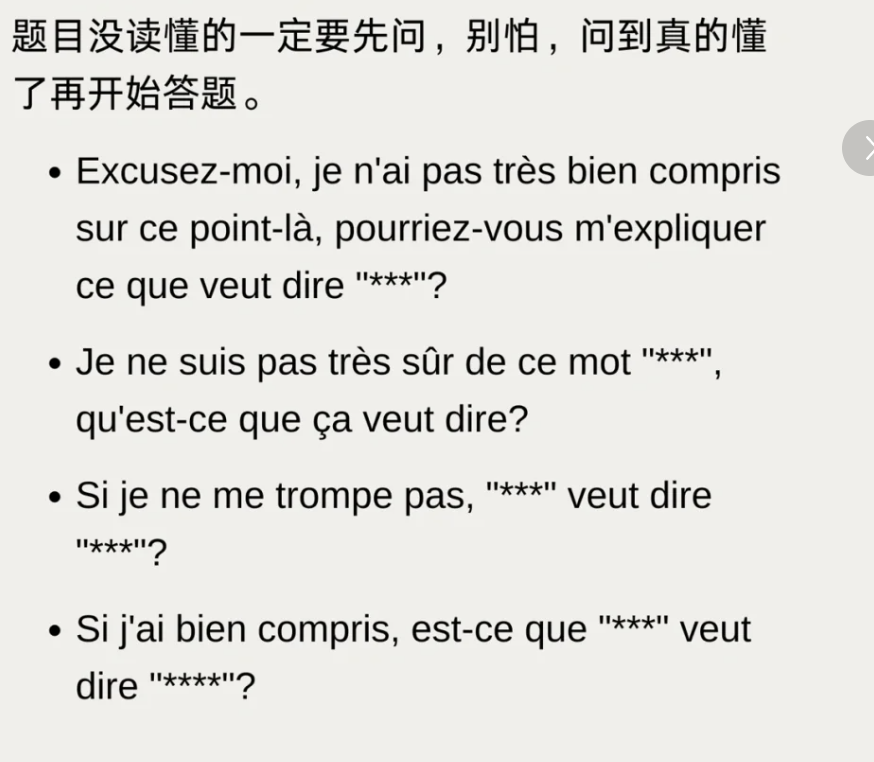 题目没读懂的一定要先问，别怕，问到真的懂
了再开始答题。
• Excusez-moi, je n'ai pas très bien compris
sur ce point-là, pourriez-vous m'expliquer
ce que veut dire "***"?
• Je ne suis pas très sûr de ce mot "***",
qu'est-ce que ça veut dire?
• Si je ne me trompe pas, "***" veut dire
"***"?
• Si j'ai bien compris, est-ce que "***" veut
dire "****"?